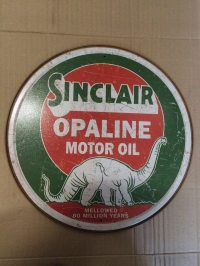 SINCLAIR
OPALINE
MOTOR OIL
MELLOWED
80 MILLION YEARS